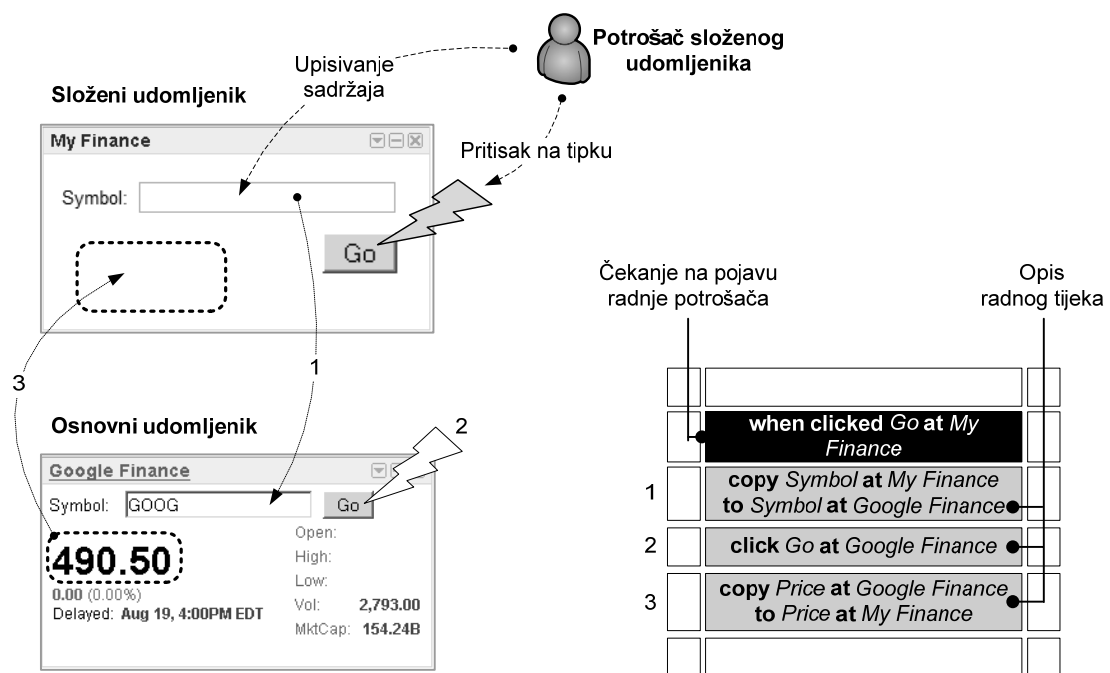 Potrošač složenog
udomljenika
Upisivanje
sadržaja
Složeni udomljenik
My Finance
Pritisak na tipku
Symbol:
Go
1
3
Osnovni udomljenik
2
Google Finance
Symbol: GOOG Go
490.50
0.00 (0.00%)
Delayed: Aug 19, 4:00PM EDT
Open:
High:
Low:
Vol: 2,793.00
MktCap: 154.24B
Čekanje na pojavu
radnje potrošača
Opis
radnog tijeka
when clicked Go at My
Finance
1 copy Symbol at My Finance
to Symbol at Google Finance
2 click Go at Google Finance
3 copy Price at Google Finance
to Price at My Finance